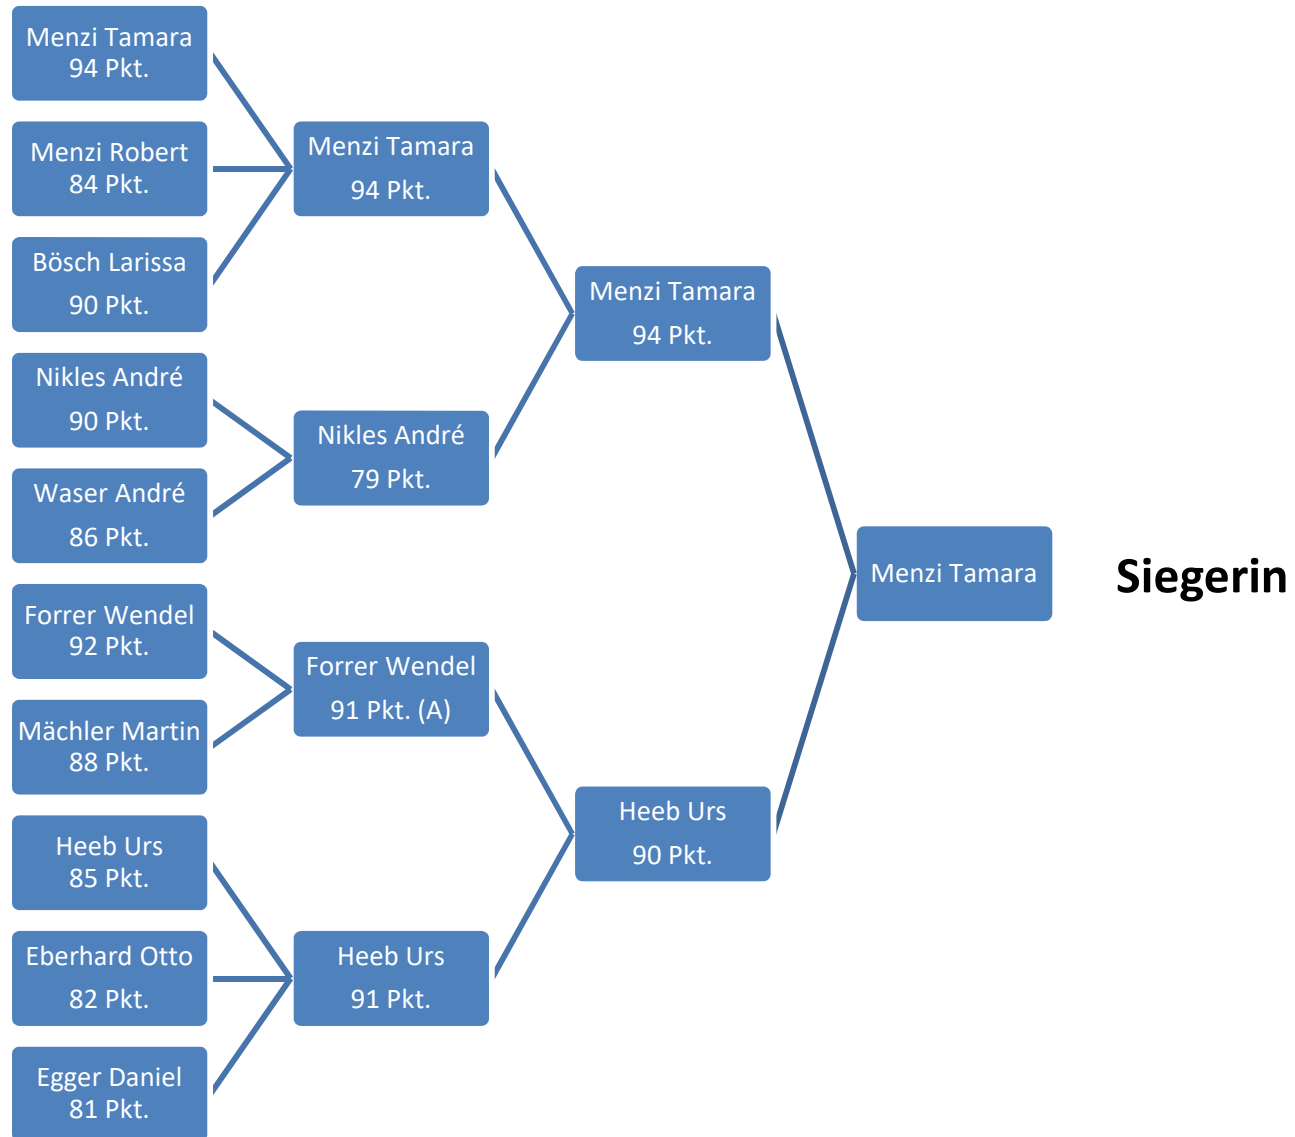 Menzi Tamara
94 Pkt.
Menzi Robert
84 Pkt.
Bösch Larissa
90 Pkt.
Nikles André
90 Pkt.
Waser André
86 Pkt.
Forrer Wendel
92 Pkt.
Mächler Martin
88 Pkt.
Heeb Urs
85 Pkt.
Eberhard Otto
82 Pkt.
Egger Daniel
81 Pkt.
Menzi Tamara
94 Pkt.
Nikles André
79 Pkt.
Forrer Wendel
91 Pkt. (A)
Heeb Urs
91 Pkt.
Menzi Tamara
94 Pkt.
Heeb Urs
90 Pkt.
Menzi Tamara
Siegerin